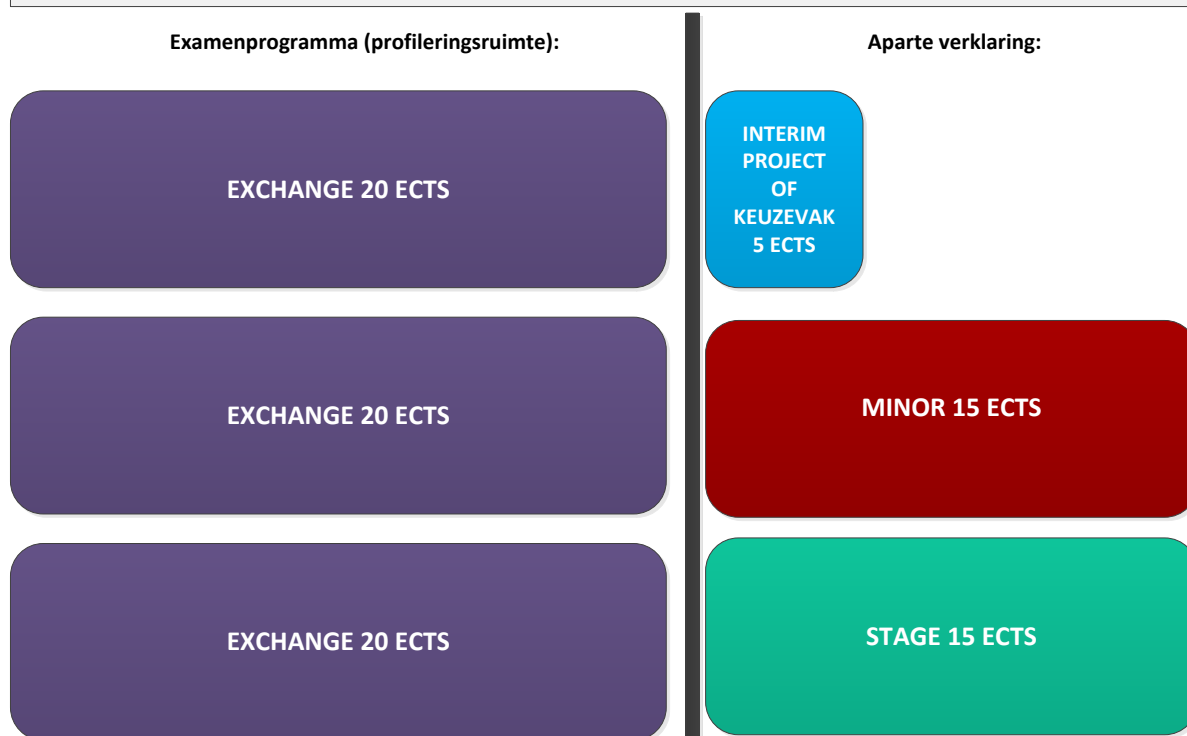 Examenprogramma (profileringsruimte):
Aparte verklaring:
EXCHANGE 20 ECTS
INTERIM
PROJECT
OF
KEUZEVAK
5 ECTS
EXCHANGE 20 ECTS
MINOR 15 ECTS
EXCHANGE 20 ECTS
STAGE 15 ECTS